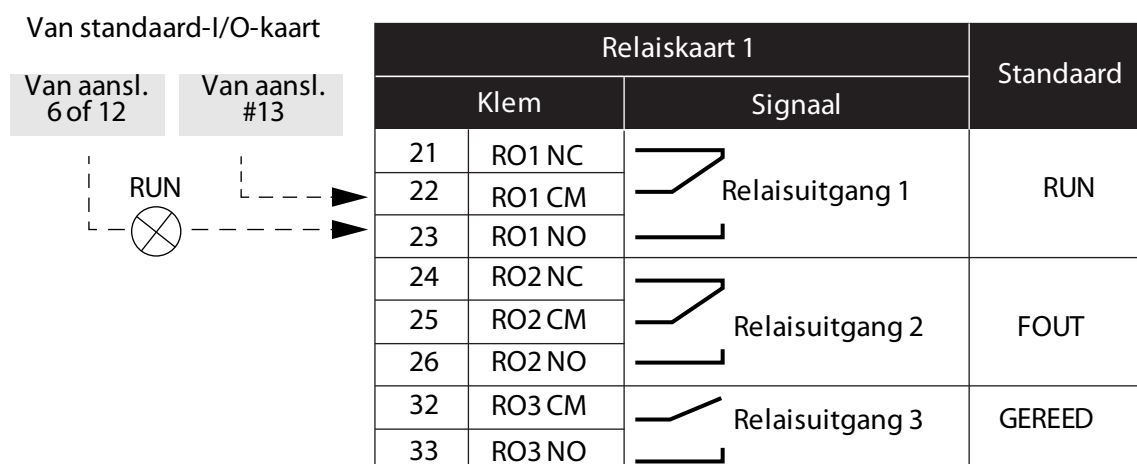 Van standaard-I/O-kaart
Van aansl.
6 of 12
Van aansl.
#13
RUN
Relaiskaart 1
Standaard
Klem
Signaal
21 RO1 NC
22 RO1 CM
23 RO1 NO
Relaisuitgang 1
RUN
24 RO2 NC
25 RO2 CM
26 RO2 NO
Relaisuitgang 2
FOUT
32 RO3 CM
33 RO3 NO
Relaisuitgang 3
GEREED